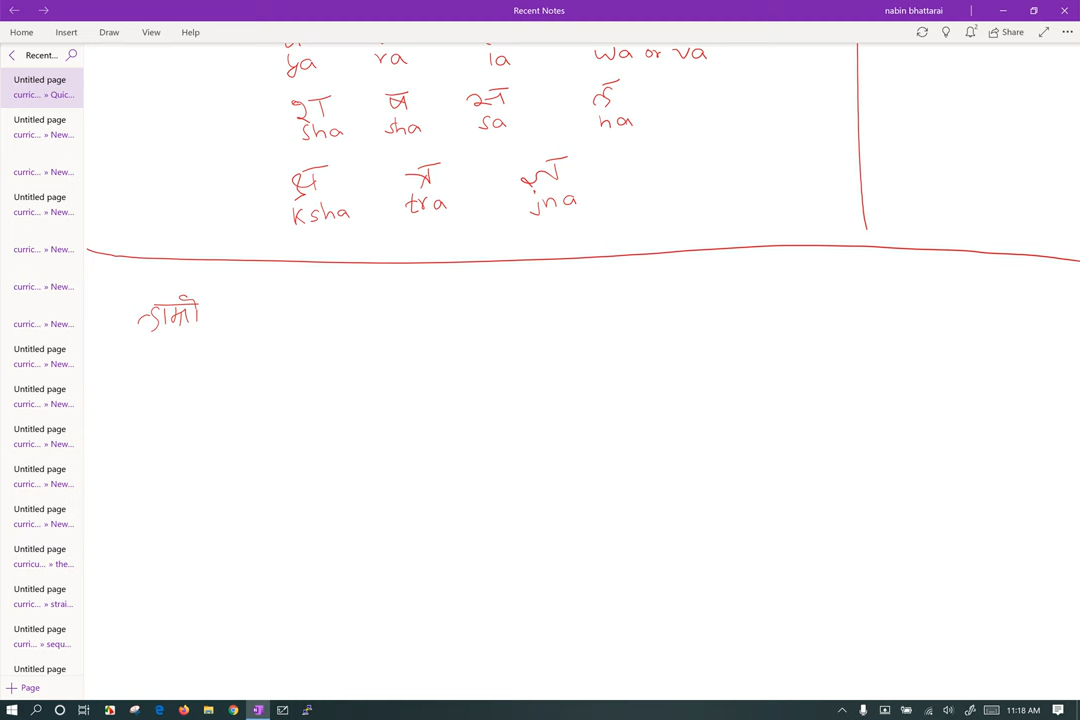 Recent Notes
nabin bhattarai
Home Insert Draw View Help
Share
Recent...
Untitled page
curric... » Quic...
Untitled page
curric... » New...
curric... » New...
Untitled page
curric... » New...
curric... » New...
curric... » New...
curric... » New...
Untitled page
curric... » New...
Untitled page
curric... » New...
Untitled page
curric... » New...
Untitled page
curric... » New...
Untitled page
curric... » New...
Untitled page
curricu... » the...
Untitled page
curric... » strai...
Untitled page
curri... » sequ...
Untitled page
Page
ya ra la wa or va
श ष स ह
sha sha sa ha
क्ष त्र ज्ञ
ksha tra jna
11:18 AM